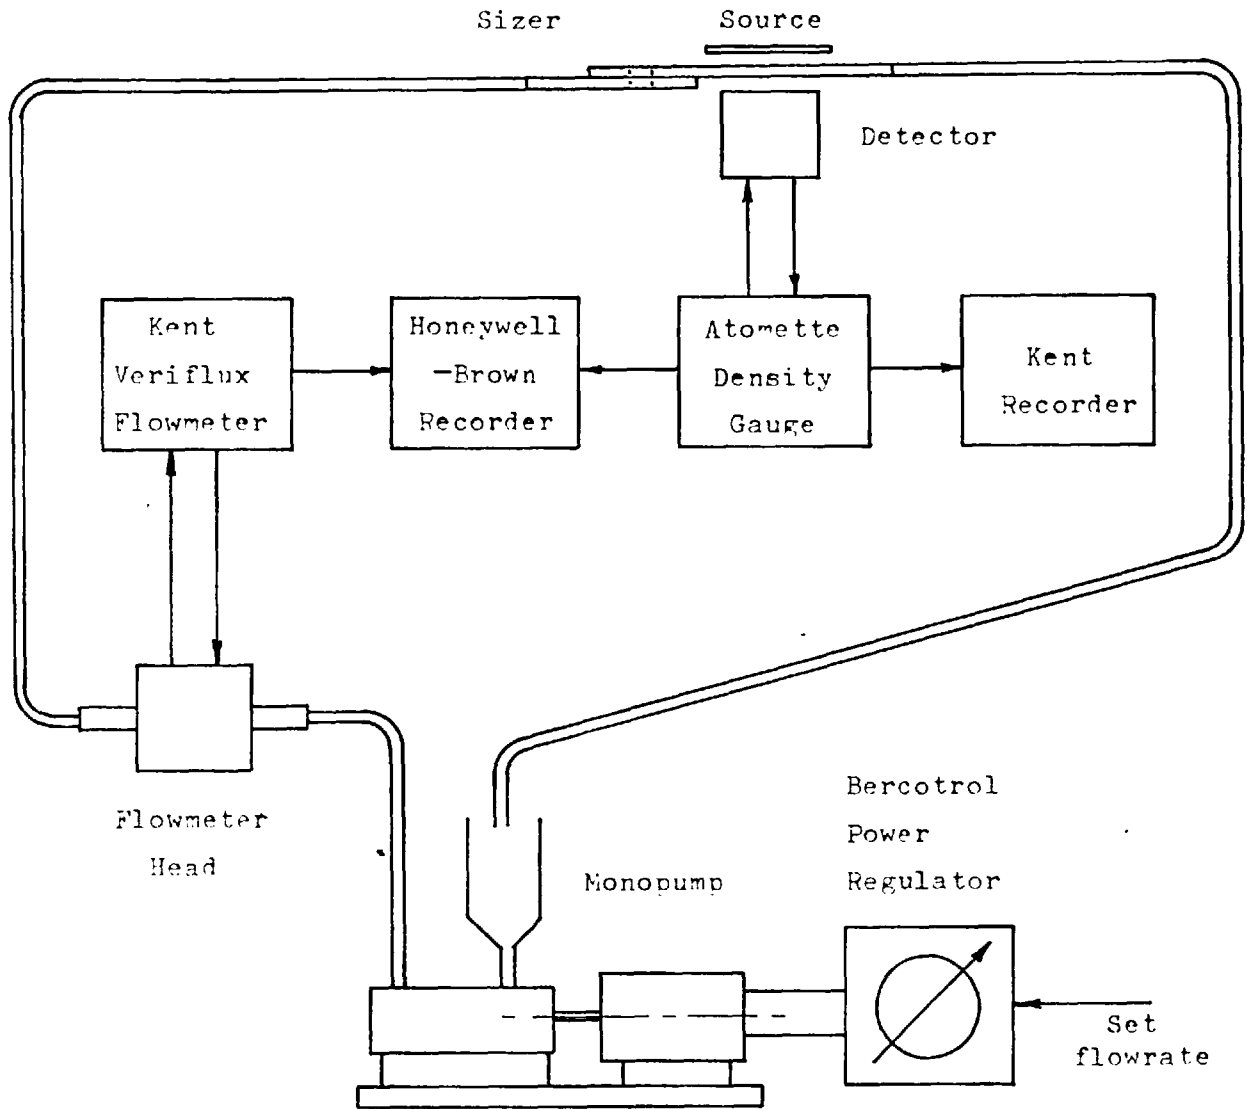 Sizer
Source
Detector
Kent
Veriflux
Flowmeter
Honeywell
-Brown
Recorder
Atomette
Density
Gauge
Kent
Recorder
Flowmeter
Head
Monopump
Bercotrol
Power
Regulator
Set
flowrate